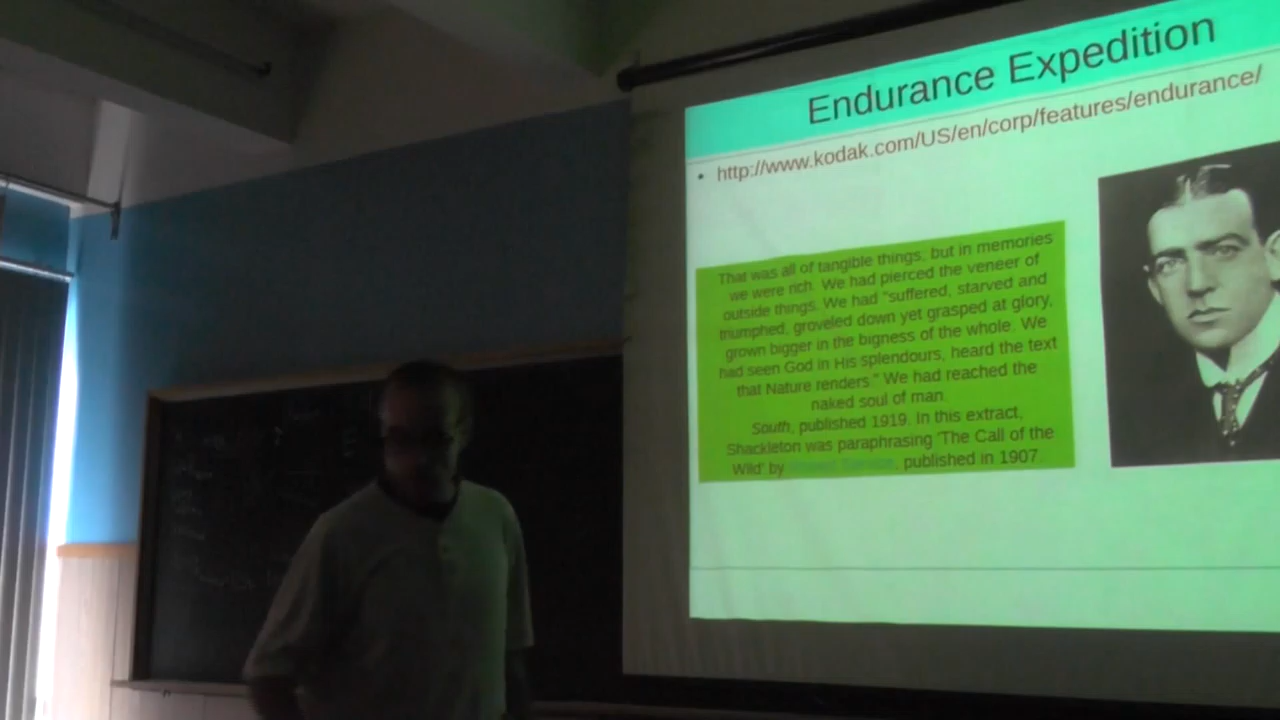 Endurance Expedition
• http://www.kodak.com/US/en/corp/features/endurance/
That was all of tangible things; but in memories
we were rich. We had pierced the veneer of
outside things. We had "suffered, starved and
triumphed, groveled down yet grasped at glory,
grown bigger in the bigness of the whole. We
had seen God in His splendours, heard the text
that Nature renders." We had reached the
naked soul of man.
South, published 1919. In this extract,
Shackleton was paraphrasing 'The Call of the
Wild' by , published in 1907.